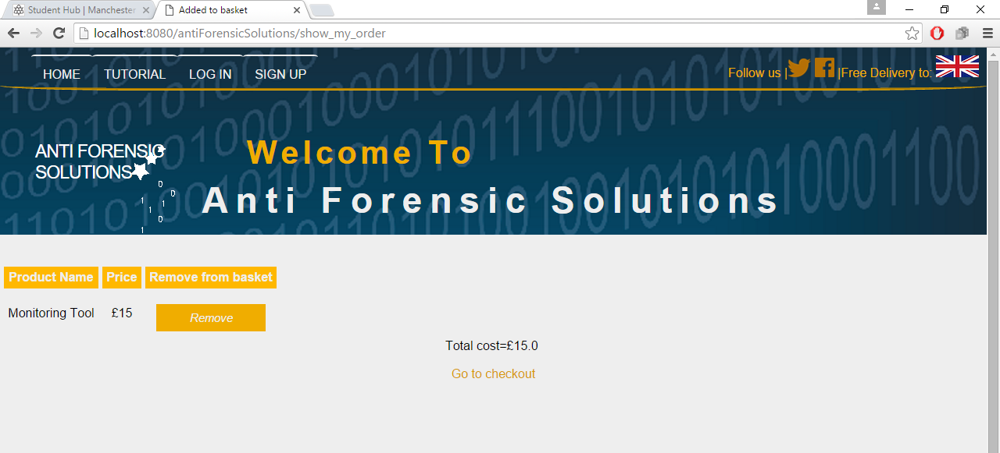 Student Hub | Manchester
Added to basket
localhost:8080/antiForensicSolutions/show_my_order
HOME TUTORIAL LOG IN SIGN UP
Follow us | |Free Delivery to:
ANTI FORENSIC
SOLUTIONS
Welcome To
Anti Forensic Solutions
Product Name Price Remove from basket
Monitoring Tool £15 Remove
Total cost=£15.0
Go to checkout